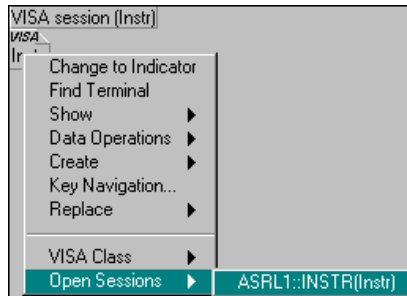 VISA session (Instr)
VISA
Change to Indicator
Find Terminal
Show
Data Operations
Create
Key Navigation...
Replace
VISA Class
Open Sessions
ASRL1::INSTR(Instr)